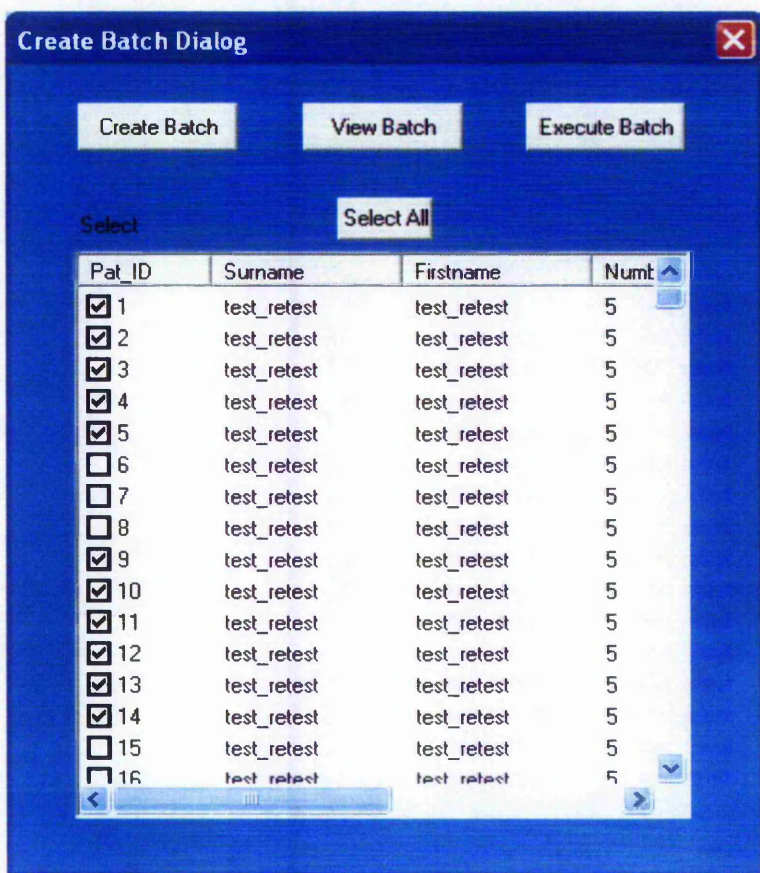 Create Batch Dialog
Create Batch View Batch Execute Batch
Select Select All
Pat_ID Surname Firstname Numb
1 test_retest test_retest 5
2 test_retest test_retest 5
3 test_retest test_retest 5
4 test_retest test_retest 5
5 test_retest test_retest 5
6 test_retest test_retest 5
7 test_retest test_retest 5
8 test_retest test_retest 5
9 test_retest test_retest 5
10 test_retest test_retest 5
11 test_retest test_retest 5
12 test_retest test_retest 5
13 test_retest test_retest 5
14 test_retest test_retest 5
15 test_retest test_retest 5
16 test_retest test_retest 5